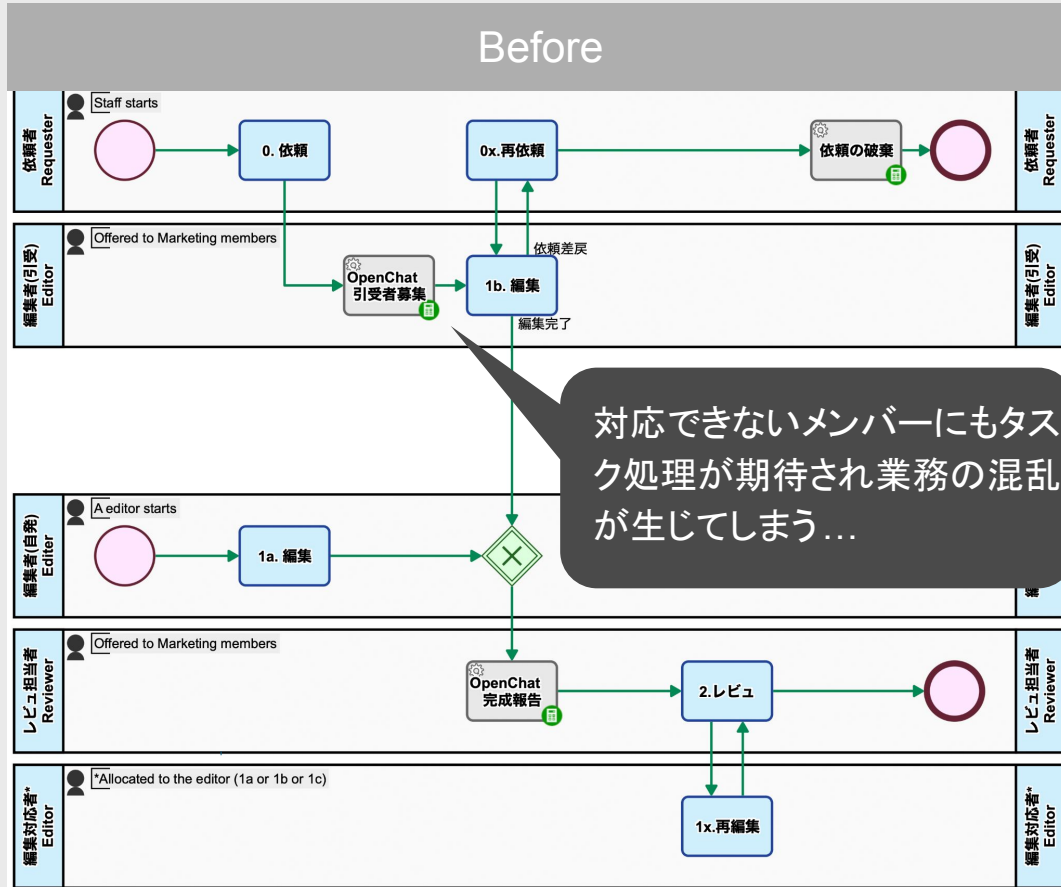 Before
依頼者
Requester
Staff starts
0. 依頼
0x.再依頼
依頼の破棄
依頼者
Requester
編集者(引受)
Editor
Offered to Marketing members
OpenChat
引受者募集
1b. 編集
依頼差戻
編集完了
編集者(引受)
Editor
対応できないメンバーにもタス
ク処理が期待され業務の混乱
が生じてしまう…
編集者(自発)
Editer
A editor starts
1a. 編集
レビュ担当者
Reviewer
Offered to Marketing members
OpenChat
完成報告
2.レビュ
レビュ担当者
Reviewer
編集対応者*
Editor
*Allocated to the editor (1a or 1b or 1c)
1x.再編集
編集対応者*
Editor